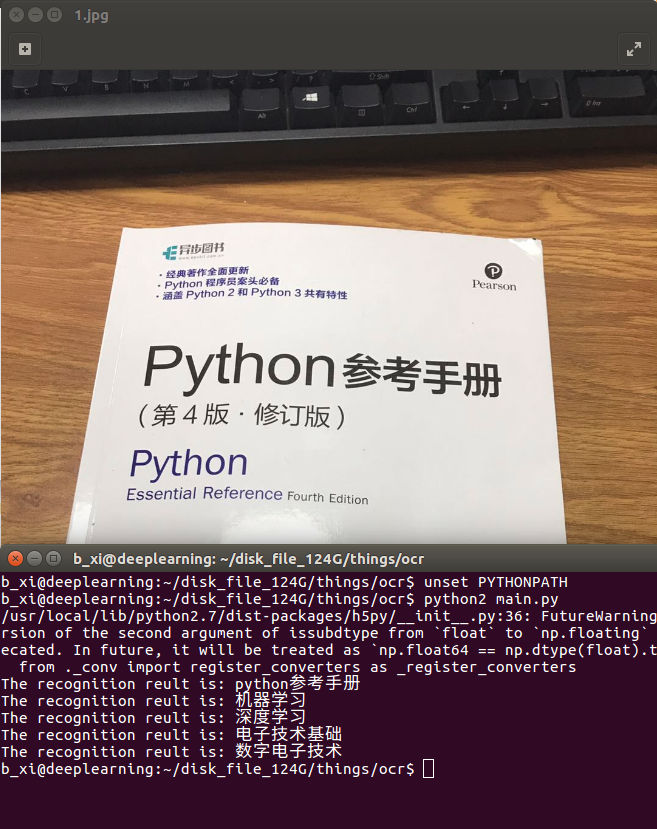 1.jpg
Shift
C
V
B
N
M
Alt
Ctrl
←
↓
→
0 Ins
异步图书
www.epubit.com.cn
· 经典著作全面更新
· Python 程序员案头必备
· 涵盖 Python 2 和 Python 3 共有特性
P
Pearson
Python 参考手册
(第 4 版 · 修订版)
Python
Essential Reference Fourth Edition
b_xi@deeplearning: ~/disk_file_124G/things/ocr
b_xi@deeplearning:~/disk_file_124G/things/ocr$ unset PYTHONPATH
b_xi@deeplearning:~/disk_file_124G/things/ocr$ python2 main.py
/usr/local/lib/python2.7/dist-packages/h5py/__init__.py:36: FutureWarning
rsion of the second argument of issubdtype from `float` to `np.floating`
ecated. In future, it will be treated as `np.float64 == np.dtype(float).t
from ._conv import register_converters as _register_converters
The recognition reult is: python参考手册
The recognition reult is: 机器学习
The recognition reult is: 深度学习
The recognition reult is: 电子技术基础
The recognition reult is: 数字电子技术
b_xi@deeplearning:~/disk_file_124G/things/ocr$